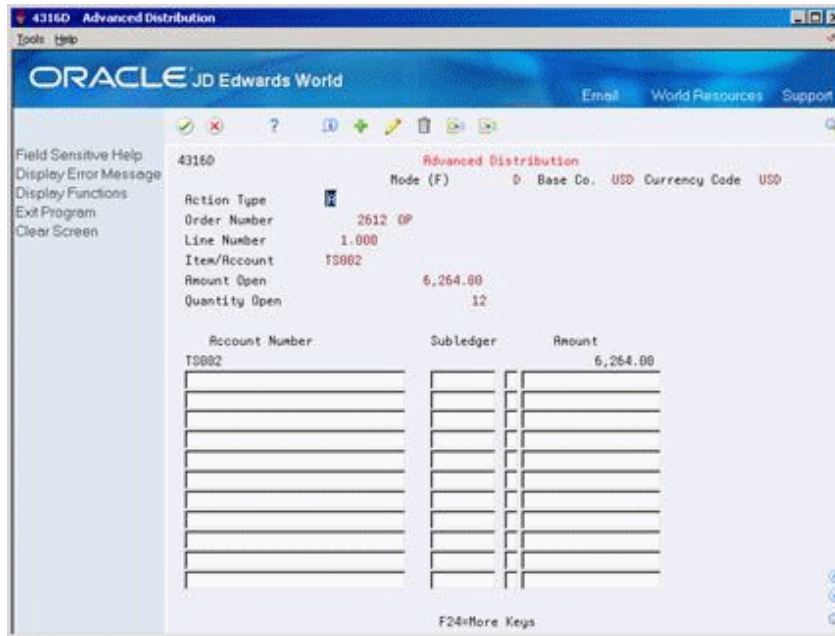 43160 Advanced Distribution
Tools Help
ORACLE JD Edwards World
Email World Resources Support
Field Sensitive Help
Display Error Message
Display Functions
Exit Program
Clear Screen
43160 Advanced Distribution
Mode (F) D Base Co. USD Currency Code USD
Action Type
Order Number 2612 OP
Line Number 1.000
Item/Account TS002
Amount Open 6,264.00
Quantity Open 12
Account Number Subledger Amount
TS002 6,264.00
F24=More Keys